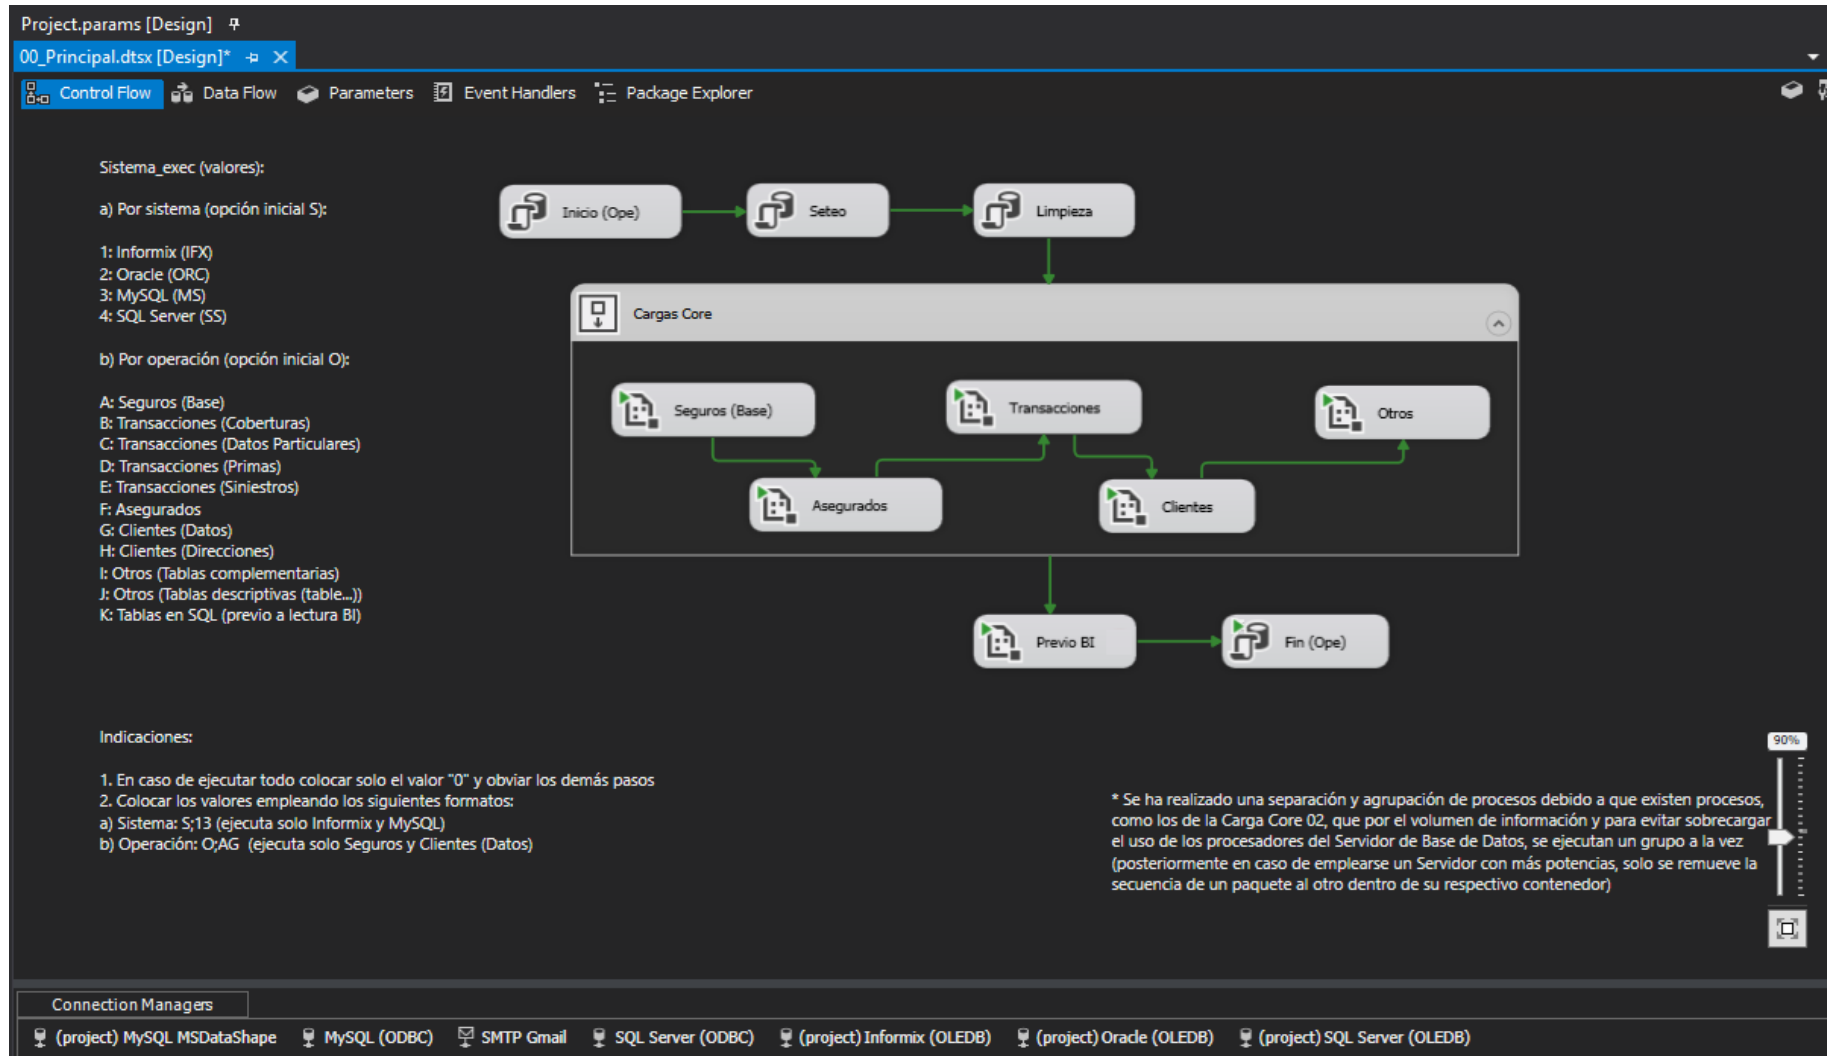 Project.params [Design]
00_Principal.dtsx [Design]*
Control Flow
Data Flow
Parameters
Event Handlers
Package Explorer
Sistema_exec (valores):
a) Por sistema (opción inicial S):
1: Informix (IFX)
2: Oracle (ORC)
3: MySQL (MS)
4: SQL Server (SS)
b) Por operación (opción inicial O):
A: Seguros (Base)
B: Transacciones (Coberturas)
C: Transacciones (Datos Particulares)
D: Transacciones (Primas)
E: Transacciones (Siniestros)
F: Asegurados
G: Clientes (Datos)
H: Clientes (Direcciones)
I: Otros (Tablas complementarias)
J: Otros (Tablas descriptivas (table...))
K: Tablas en SQL (previo a lectura BI)
Inicio (Ope)
Seteo
Limpieza
Cargas Core
Seguros (Base)
Asegurados
Transacciones
Clientes
Otros
Previo BI
Fin (Ope)
Indicaciones:
1. En caso de ejecutar todo colocar solo el valor "0" y obviar los demás pasos
2. Colocar los valores empleando los siguientes formatos:
a) Sistema: S;13 (ejecuta solo Informix y MySQL)
b) Operación: O;AG (ejecuta solo Seguros y Clientes (Datos)
* Se ha realizado una separación y agrupación de procesos debido a que existen procesos,
como los de la Carga Core 02, que por el volumen de información y para evitar sobrecargar
el uso de los procesadores del Servidor de Base de Datos, se ejecutan un grupo a la vez
(posteriormente en caso de emplearse un Servidor con más potencias, solo se remueve la
secuencia de un paquete al otro dentro de su respectivo contenedor)
90%
Connection Managers
(project) MySQL MSDataShape
MySQL (ODBC)
SMTP Gmail
SQL Server (ODBC)
(project) Informix (OLEDB)
(project) Oracle (OLEDB)
(project) SQL Server (OLEDB)